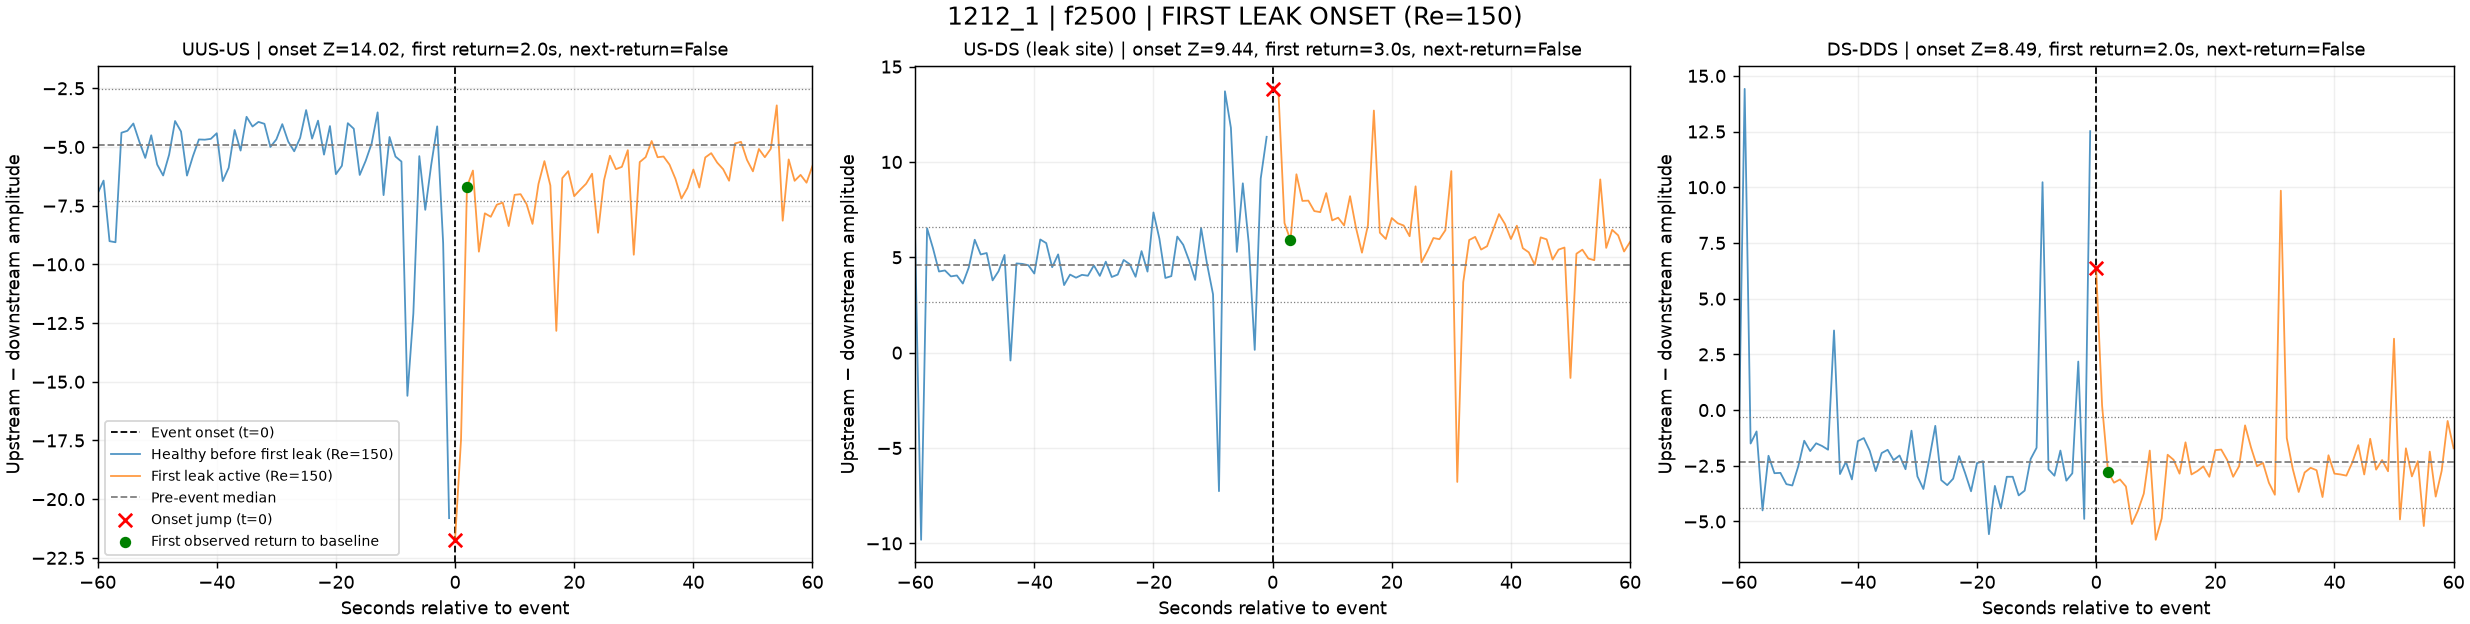 1212_1 | f2500 | FIRST LEAK ONSET (Re=150)
UUS-US | onset Z=14.02, first return=2.0s, next-return=False
Upstream − downstream amplitude
−2.5
−5.0
−7.5
−10.0
−12.5
−15.0
−17.5
−20.0
−22.5
Event onset (t=0)
Healthy before first leak (Re=150)
First leak active (Re=150)
Pre-event median
Onset jump (t=0)
First observed return to baseline
−60 −40 −20 0 20 40 60
Seconds relative to event
US-DS (leak site) | onset Z=9.44, first return=3.0s, next-return=False
Upstream − downstream amplitude
15
10
5
0
−5
−10
−60 −40 −20 0 20 40 60
Seconds relative to event
DS-DDS | onset Z=8.49, first return=2.0s, next-return=False
Upstream − downstream amplitude
15.0
12.5
10.0
7.5
5.0
2.5
0.0
−2.5
−5.0
−60 −40 −20 0 20 40 60
Seconds relative to event